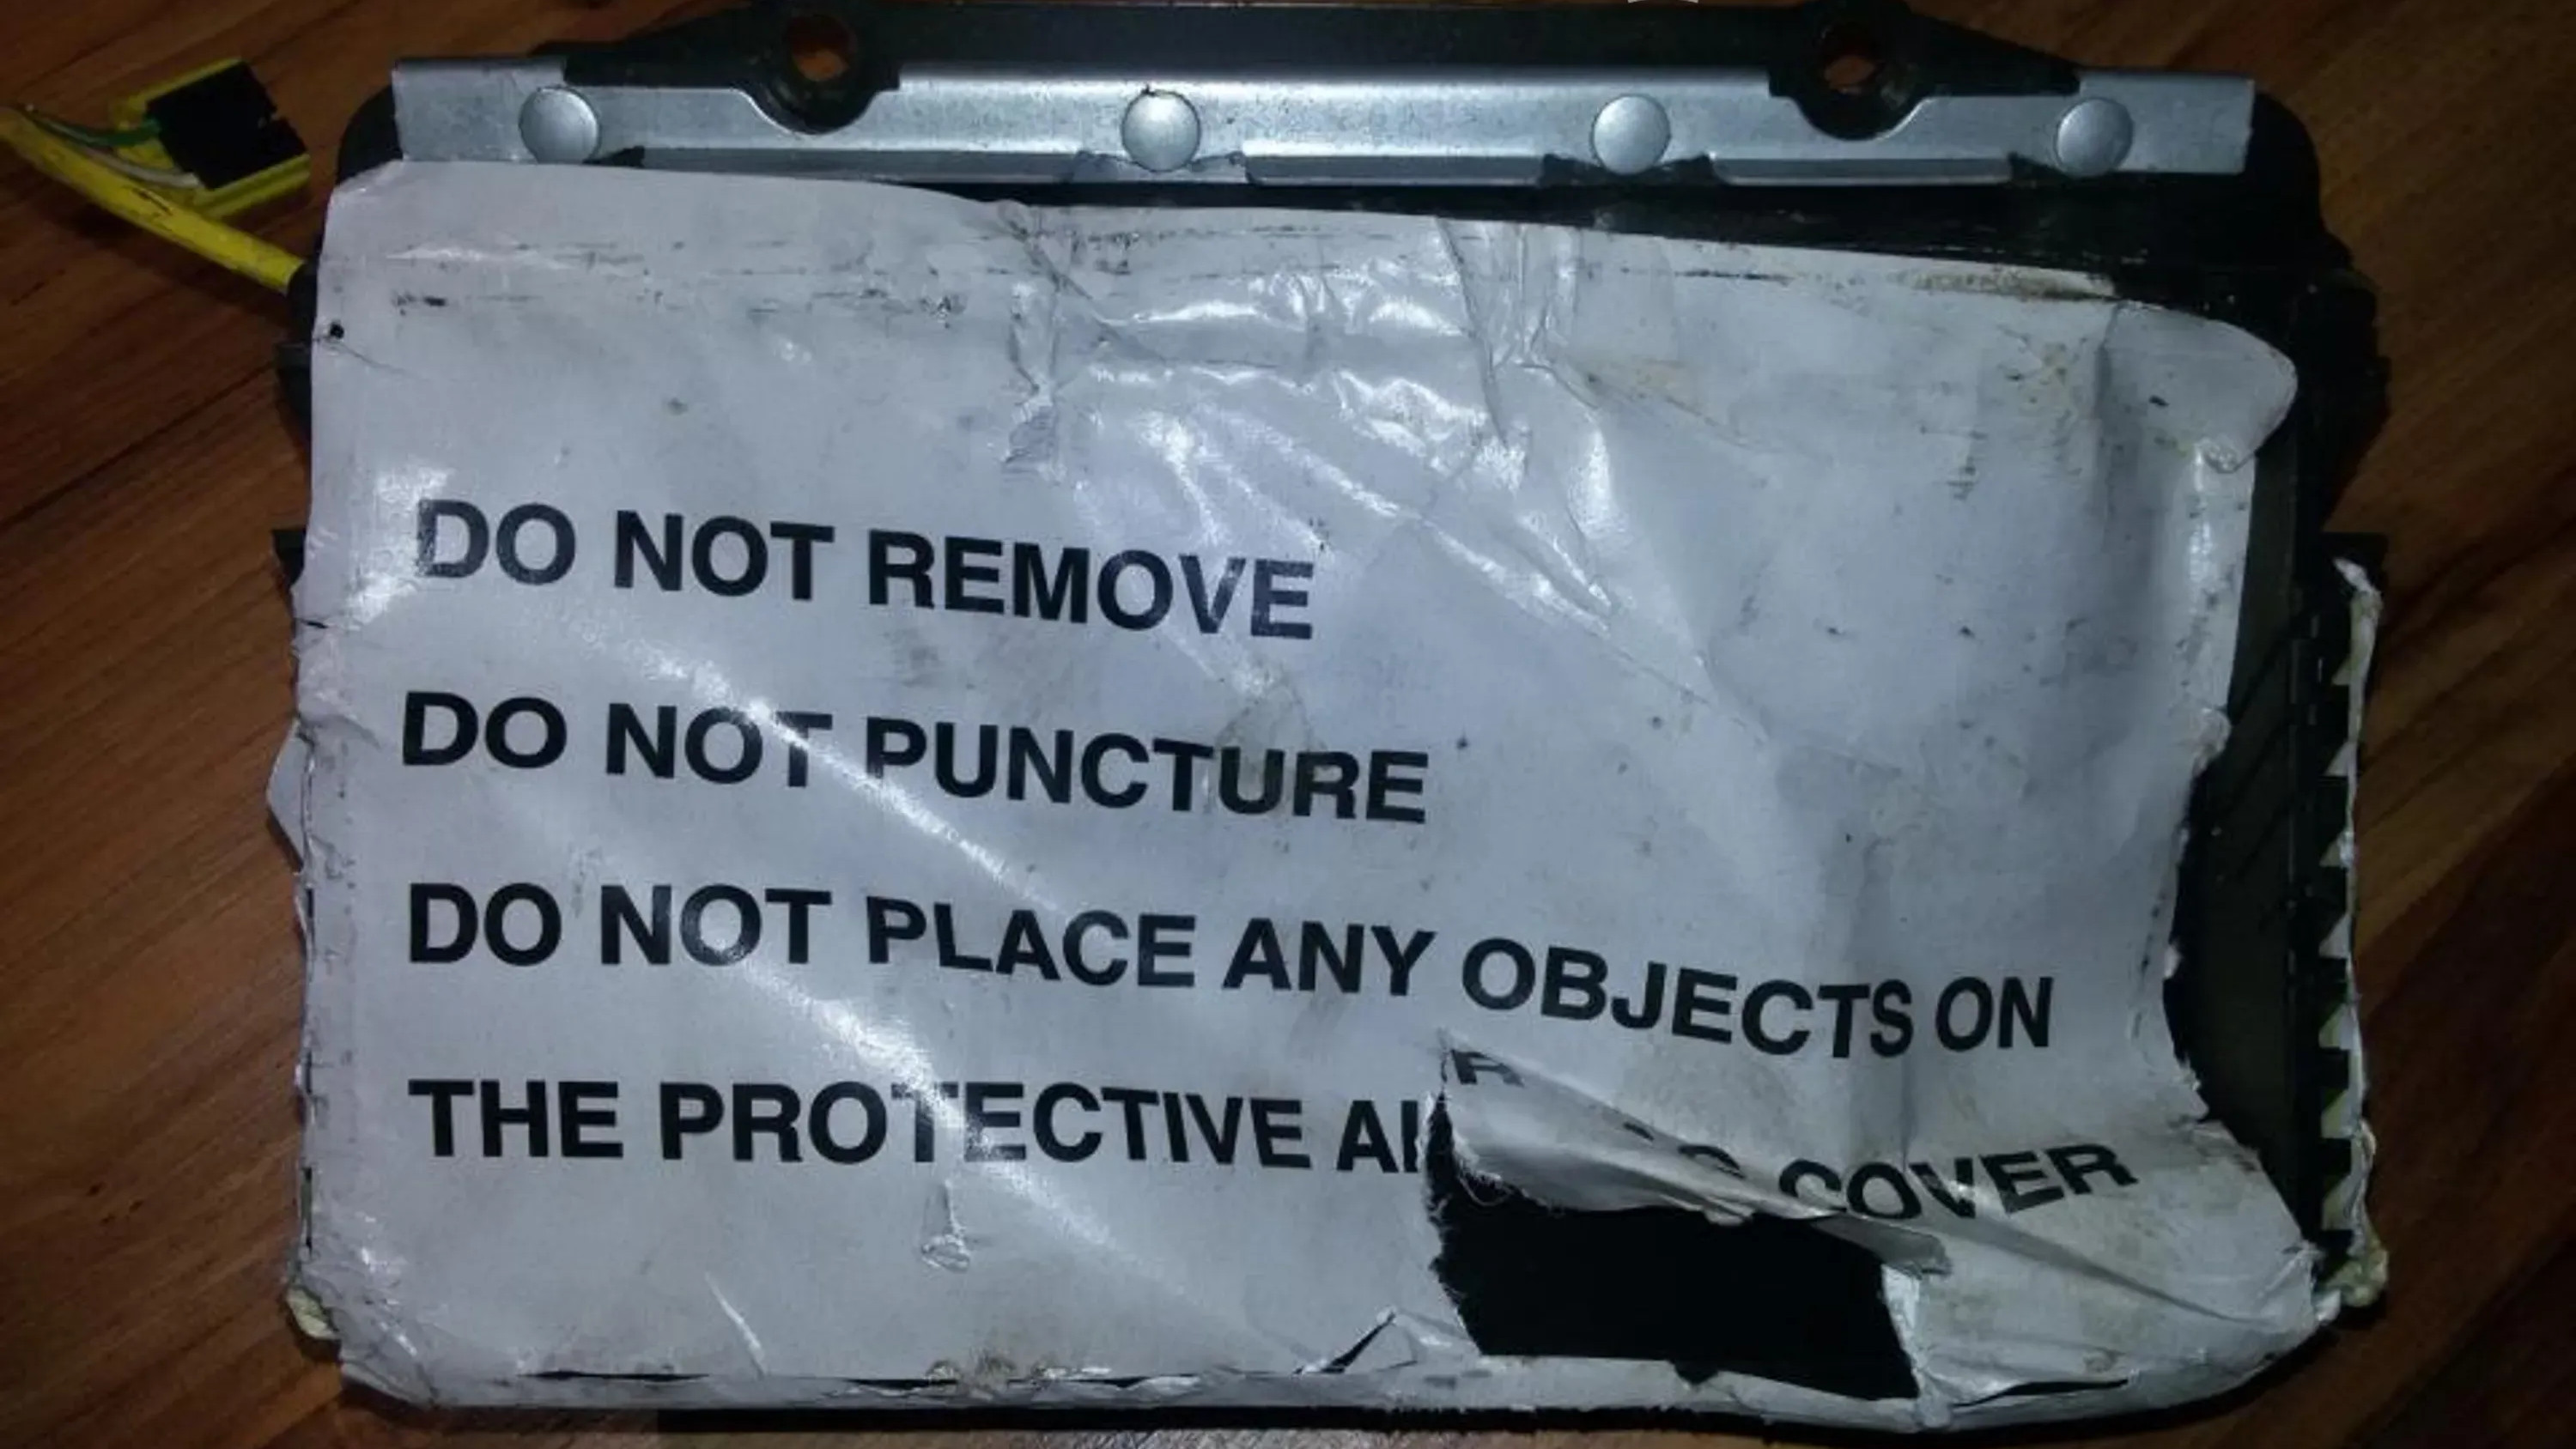 DO NOT REMOVE
DO NOT PUNCTURE
DO NOT PLACE ANY OBJECTS ON
THE PROTECTIVE COVER